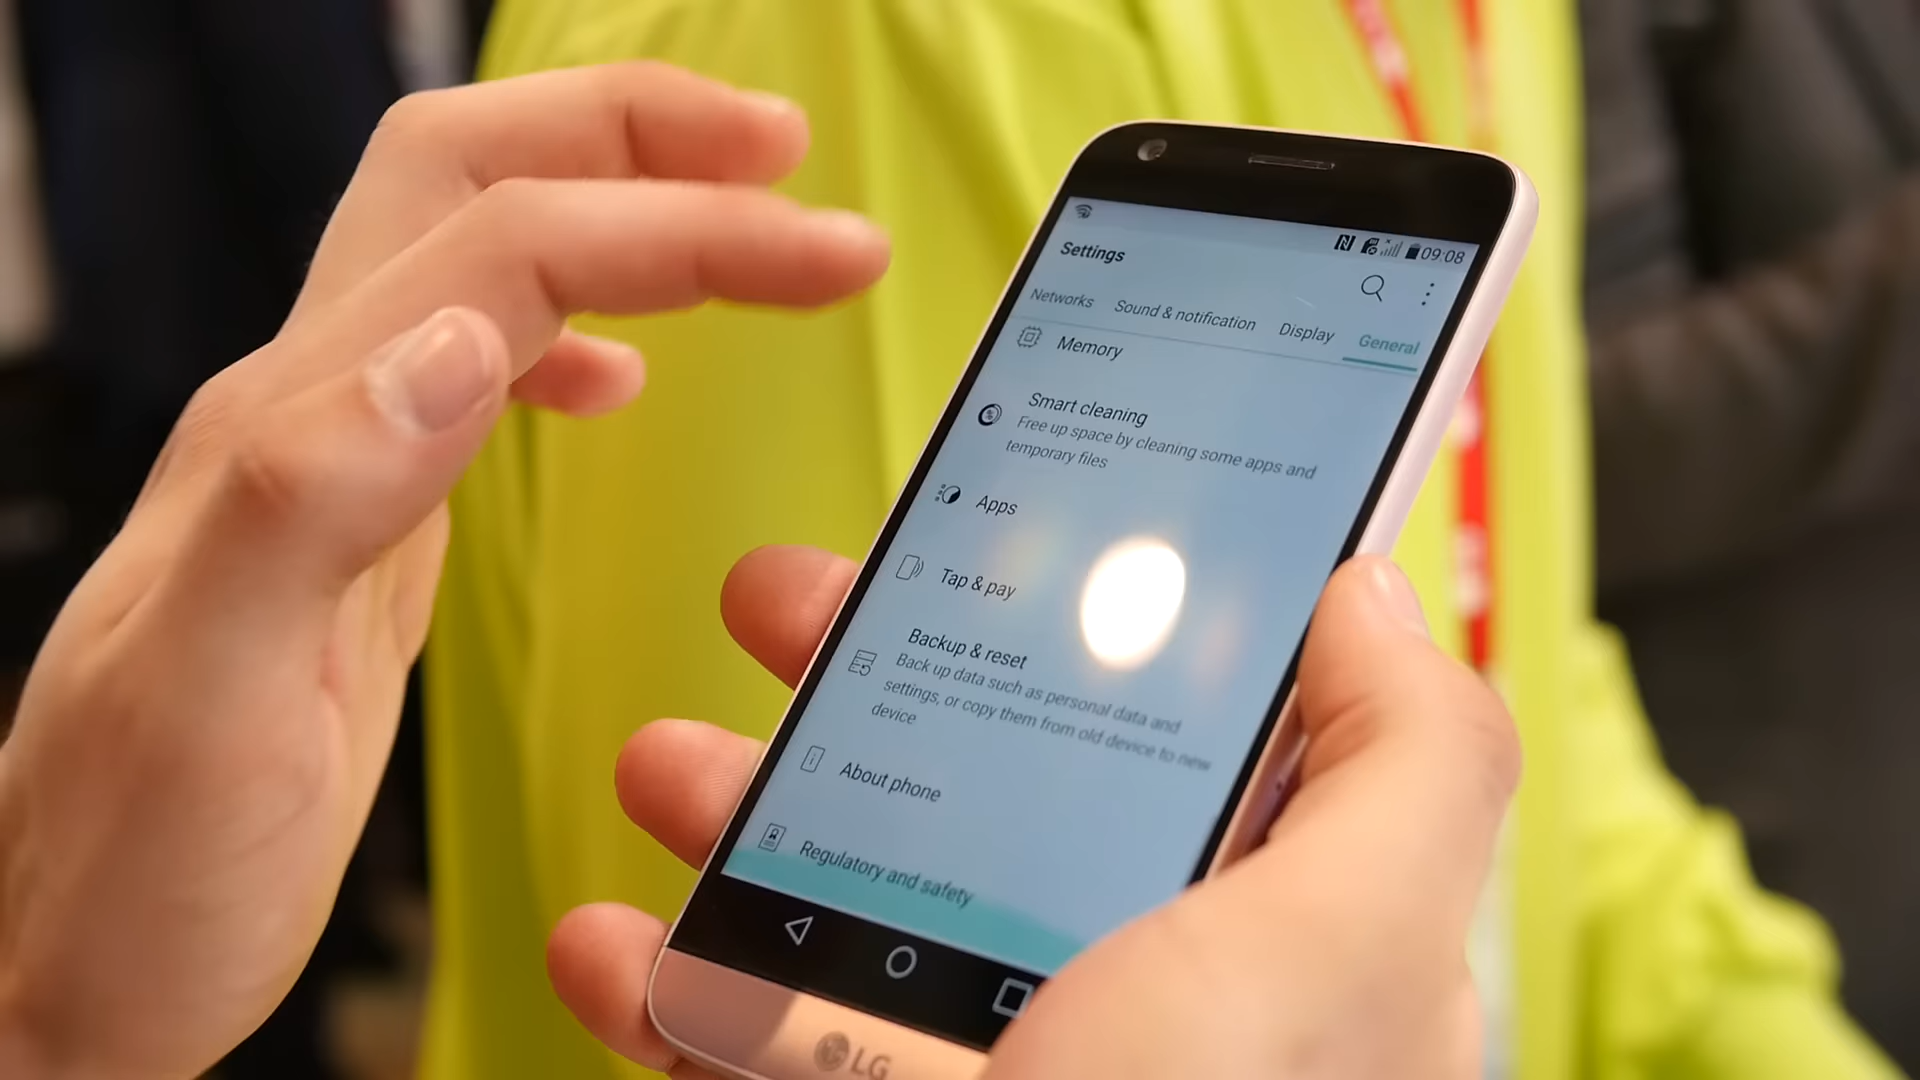 09:08
Settings
Networks Sound & notification Display General
Memory
Smart cleaning
Free up space by cleaning some apps and
temporary files
Apps
Tap & pay
Backup & reset
Back up data such as personal data and
settings, or copy them from old device to new
device
About phone
Regulatory and safety
LG